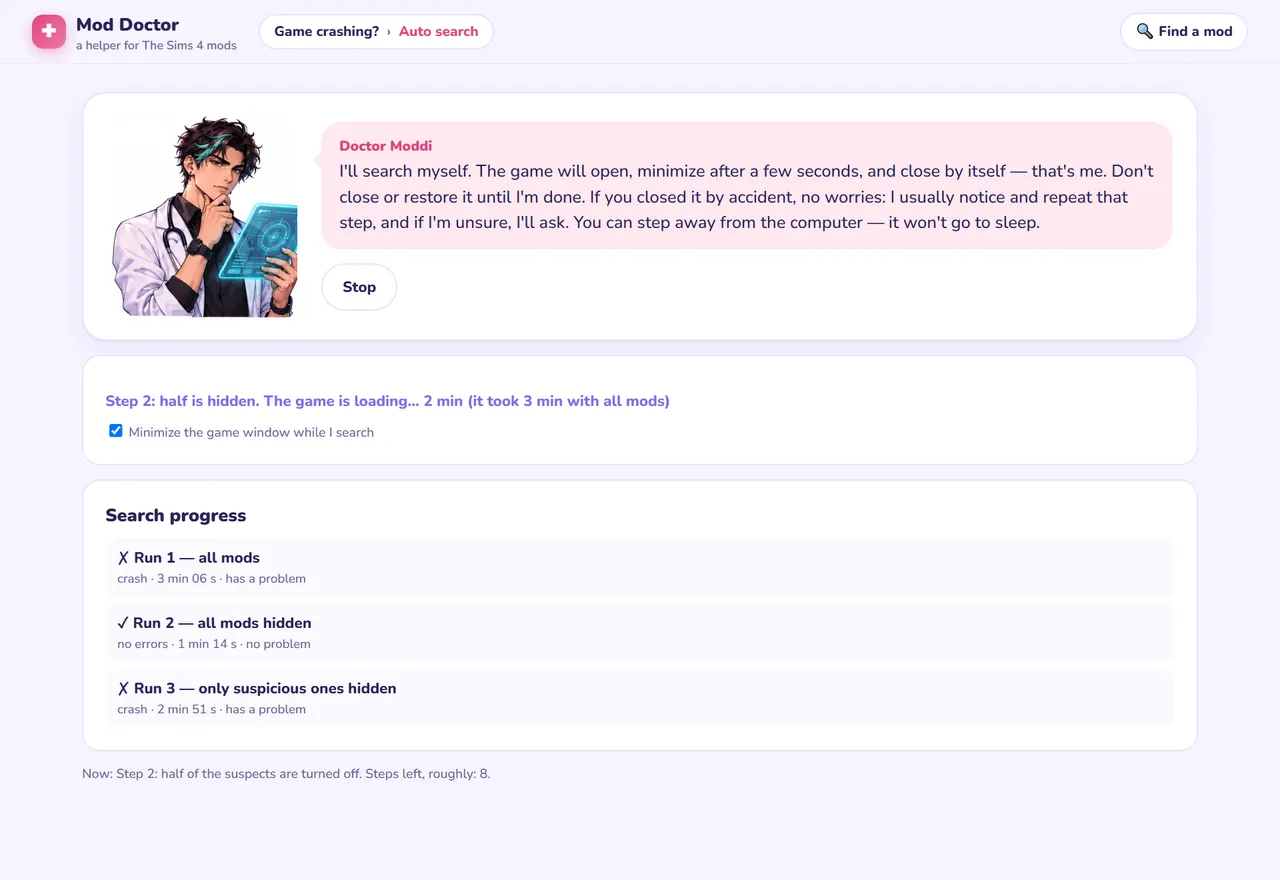 Mod Doctor
a helper for The Sims 4 mods
Game crashing? › Auto search
🔍 Find a mod
Doctor Moddi
I'll search myself. The game will open, minimize after a few seconds, and close by itself — that's me. Don't
close or restore it until I'm done. If you closed it by accident, no worries: I usually notice and repeat that
step, and if I'm unsure, I'll ask. You can step away from the computer — it won't go to sleep.
Stop
Step 2: half is hidden. The game is loading... 2 min (it took 3 min with all mods)
Minimize the game window while I search
Search progress
✗ Run 1 — all mods
crash · 3 min 06 s · has a problem
✓ Run 2 — all mods hidden
no errors · 1 min 14 s · no problem
✗ Run 3 — only suspicious ones hidden
crash · 2 min 51 s · has a problem
Now: Step 2: half of the suspects are turned off. Steps left, roughly: 8.